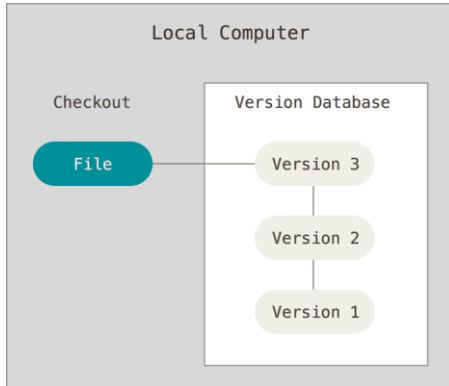 Local Computer
Checkout
Version Database
File
Version 3
Version 2
Version 1